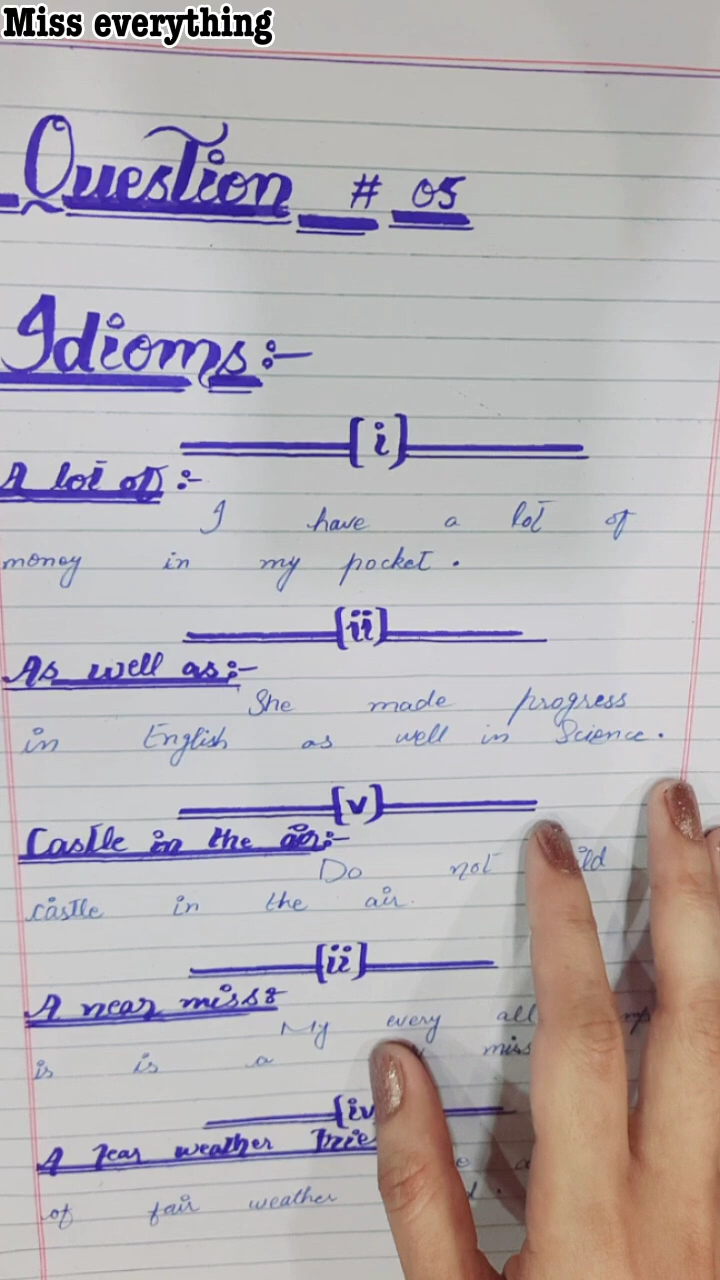 Miss everything
Question # 05
Idioms:-
[i]
A lot of:-
I have a lot of
money in my pocket.
[ii]
As well as:-
She made progress
in English as well in Science.
[v]
Castle in the air:-
Do not
castle in the air.
[ii]
A near miss:
My every
is is a miss
[iv
A fear weather
of fair weather